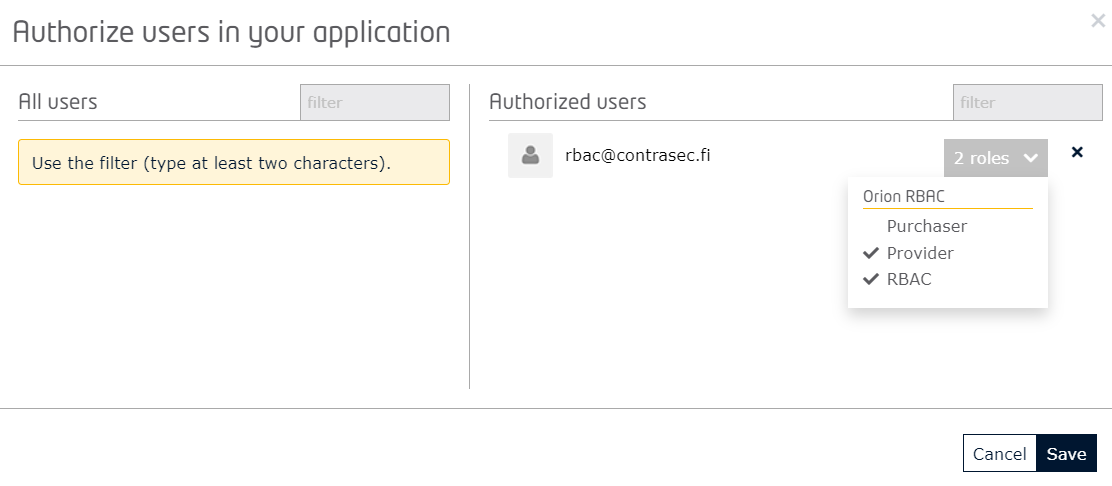 Authorize users in your application
×
All users
filter
Use the filter (type at least two characters).
Authorized users
filter
rbac@contrasec.fi
2 roles
Orion RBAC
Purchaser
Provider
RBAC
Cancel
Save